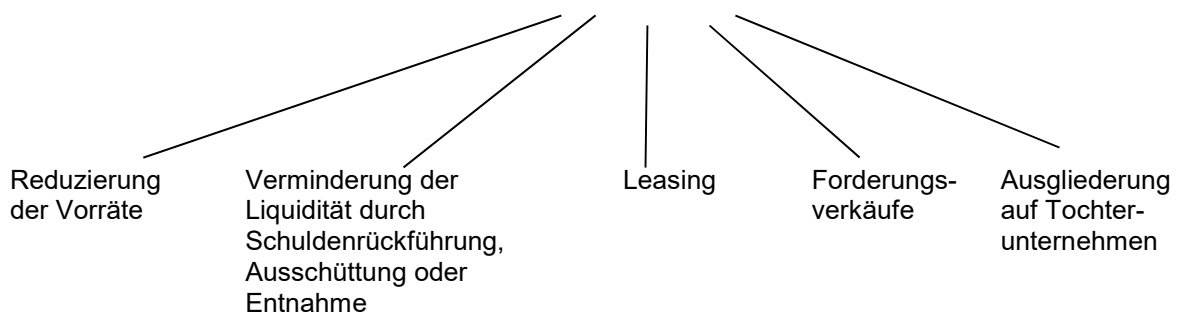 Reduzierung
der Vorräte
Verminderung der
Liquidität durch
Schuldenrückführung,
Ausschüttung oder
Entnahme
Leasing
Forderungs-
verkäufe
Ausgliederung
auf Tochter-
unternehmen